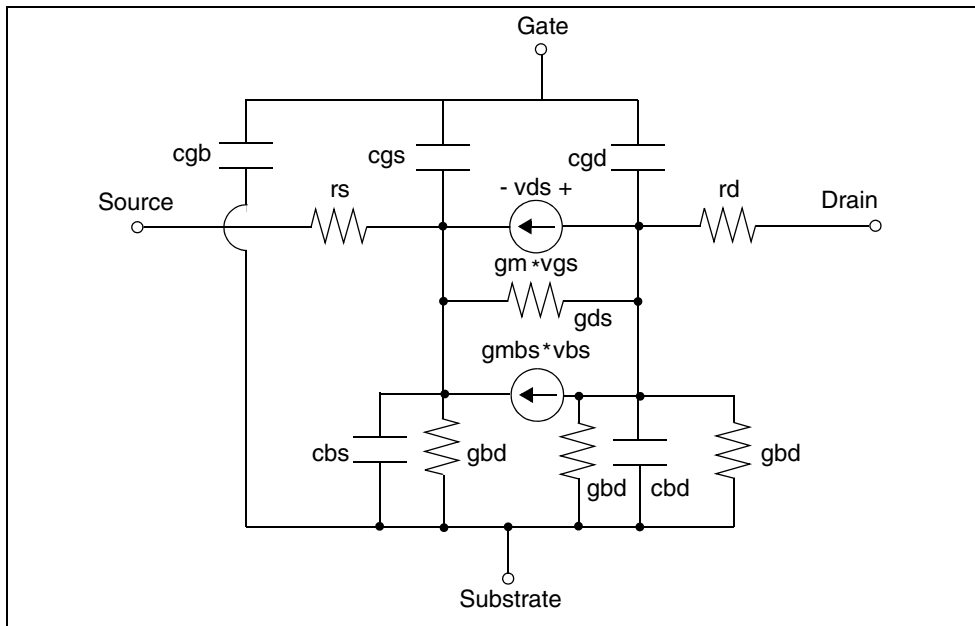 Gate
cgb
cgs
cgd
Source
rs
- vds +
rd
Drain
gm*vgs
gds
gmbs*vbs
cbs
gbd
gbd
cbd
gbd
Substrate